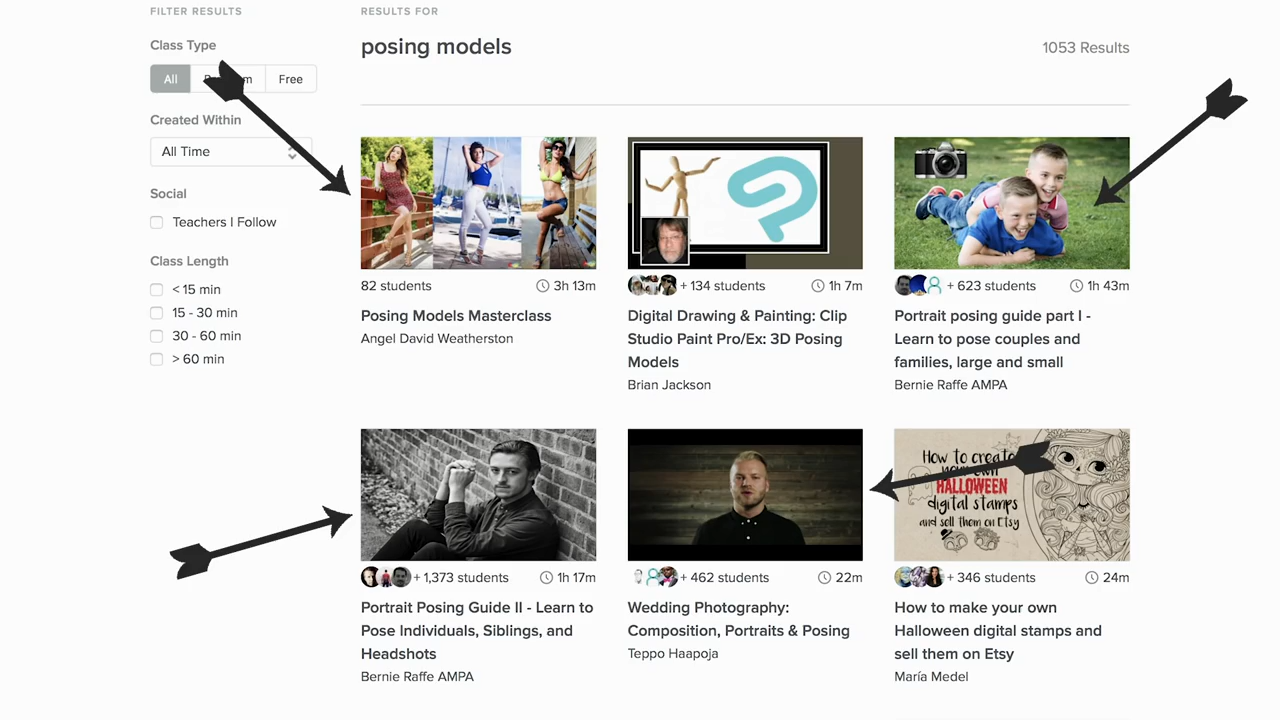 FILTER RESULTS
RESULTS FOR
Class Type
posing models
1053 Results
All
Free
Created Within
All Time
Social
Teachers I Follow
Class Length
< 15 min
15 - 30 min
30 - 60 min
> 60 min
82 students
3h 13m
Posing Models Masterclass
Angel David Weatherston
+ 134 students
1h 7m
Digital Drawing & Painting: Clip
Studio Paint Pro/Ex: 3D Posing
Models
Brian Jackson
+ 623 students
1h 43m
Portrait posing guide part I -
Learn to pose couples and
families, large and small
Bernie Raffe AMPA
+ 1,373 students
1h 17m
Portrait Posing Guide II - Learn to
Pose Individuals, Siblings, and
Headshots
Bernie Raffe AMPA
+ 462 students
22m
Wedding Photography:
Composition, Portraits & Posing
Teppo Haapoja
How to create
your own
HALLOWEEN
digital stamps
and sell them on Etsy
+ 346 students
24m
How to make your own
Halloween digital stamps and
sell them on Etsy
María Medel